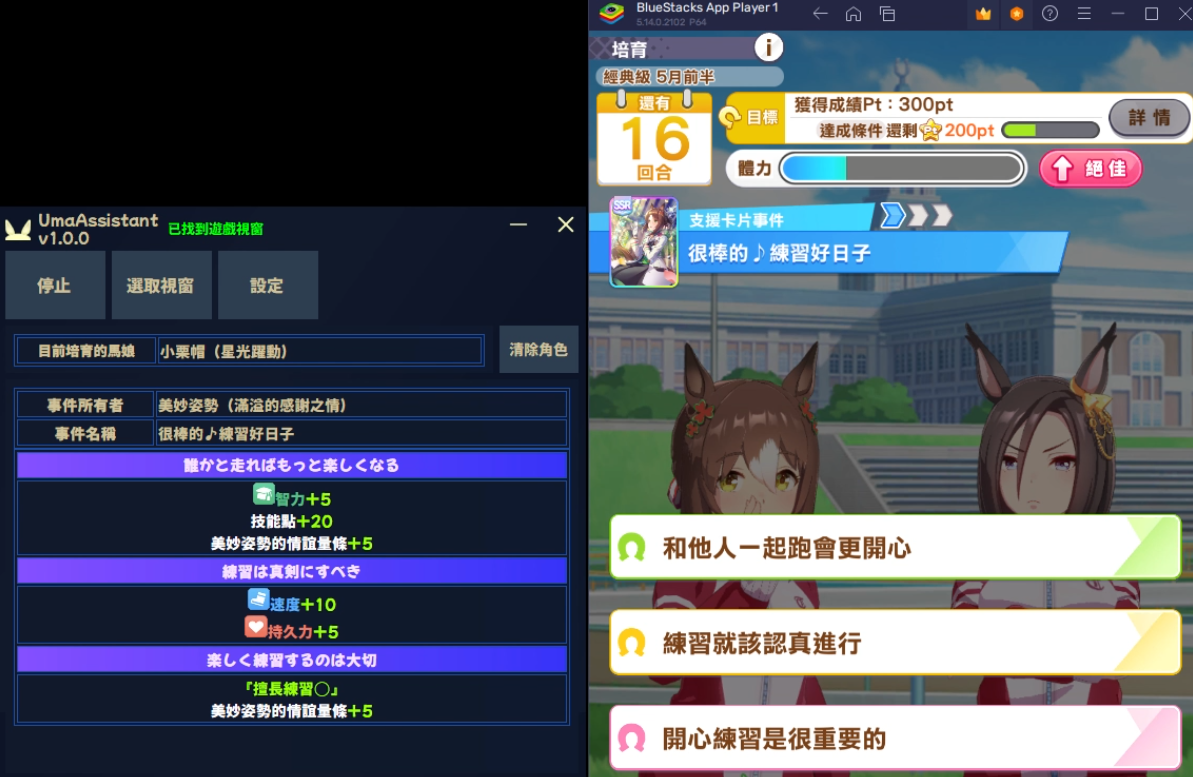 UmaAssistant
v1.0.0
已找到遊戲視窗
停止
選取視窗
設定
目前培育的馬娘
小栗帽（星光躍動）
清除角色
事件所有者
美妙姿勢（滿溢的感謝之情）
事件名稱
很棒的♪練習好日子
誰かと走ればもっと楽しくなる
智力+5
技能點+20
美妙姿勢的情誼量條+5
練習は真剣にすべき
速度+10
持久力+5
楽しく練習するのは大切
『擅長練習○』
美妙姿勢的情誼量條+5
BlueStacks App Player 1
5.14.0.2102 P64
培育
i
經典級 5月前半
還有
16
回合
目標
獲得成績Pt：300pt
達成條件 還剩 Pt 200pt
詳情
體力
絕佳
SSR
支援卡片事件
很棒的♪練習好日子
和他人一起跑會更開心
練習就該認真進行
開心練習是很重要的